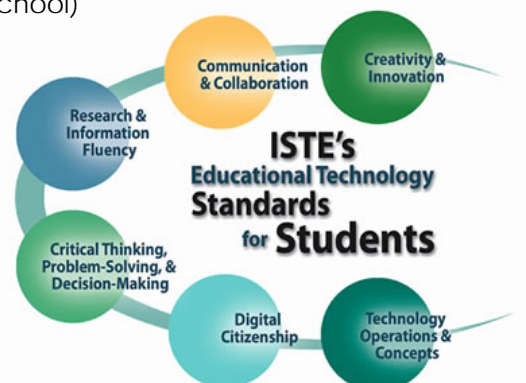 chool)
Communication
& Collaboration
Creativity &
Innovation
Research &
Information
Fluency
ISTE's
Educational Technology
Standards
for Students
Critical Thinking,
Problem-Solving, &
Decision-Making
Digital
Citizenship
Technology
Operations &
Concepts